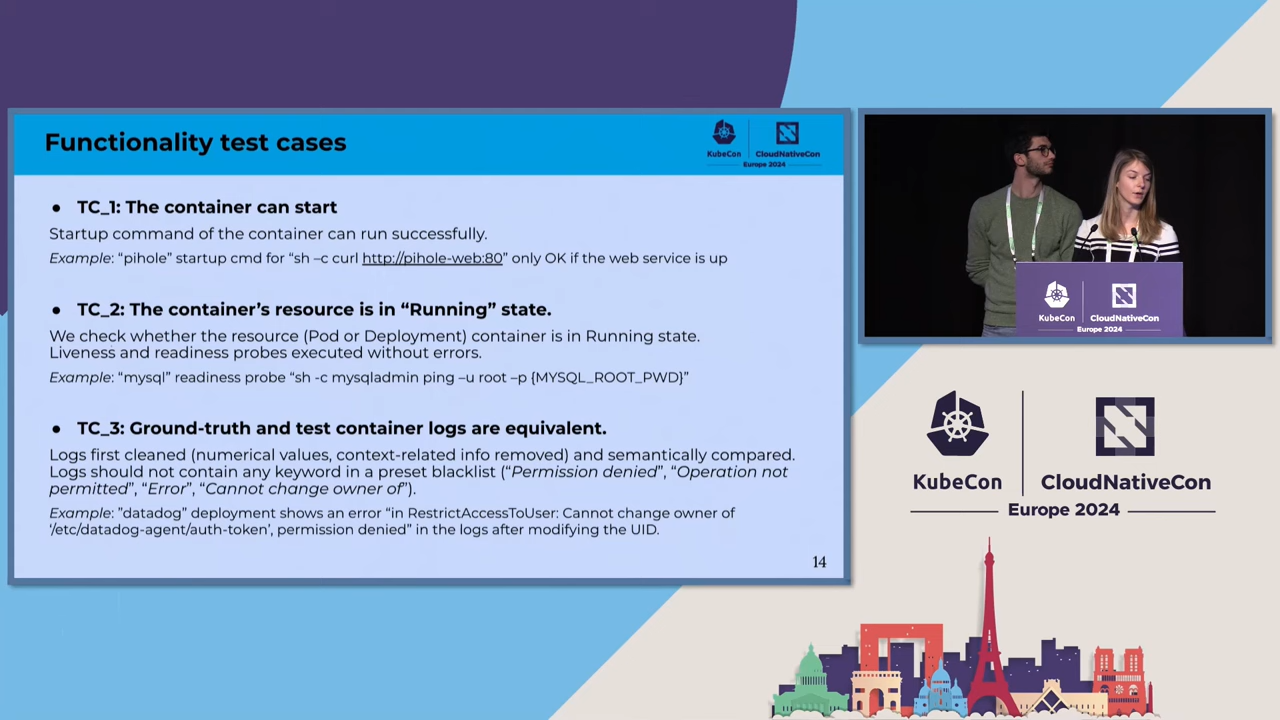 Functionality test cases
KubeCon
CloudNativeCon
Europe 2024
● TC_1: The container can start
Startup command of the container can run successfully.
Example: “pihole” startup cmd for “sh –c curl http://pihole-web:80” only OK if the web service is up
● TC_2: The container’s resource is in “Running” state.
We check whether the resource (Pod or Deployment) container is in Running state.
Liveness and readiness probes executed without errors.
Example: “mysql” readiness probe “sh -c mysqladmin ping –u root –p {MYSQL_ROOT_PWD}”
● TC_3: Ground-truth and test container logs are equivalent.
Logs first cleaned (numerical values, context-related info removed) and semantically compared.
Logs should not contain any keyword in a preset blacklist (“Permission denied”, “Operation not
permitted”, “Error”, “Cannot change owner of”).
Example: ”datadog” deployment shows an error “in RestrictAccessToUser: Cannot change owner of
‘/etc/datadog-agent/auth-token’, permission denied” in the logs after modifying the UID.
14
KubeCon
CloudNativeCon
Europe 2024
KubeCon
CloudNativeCon
Europe 2024